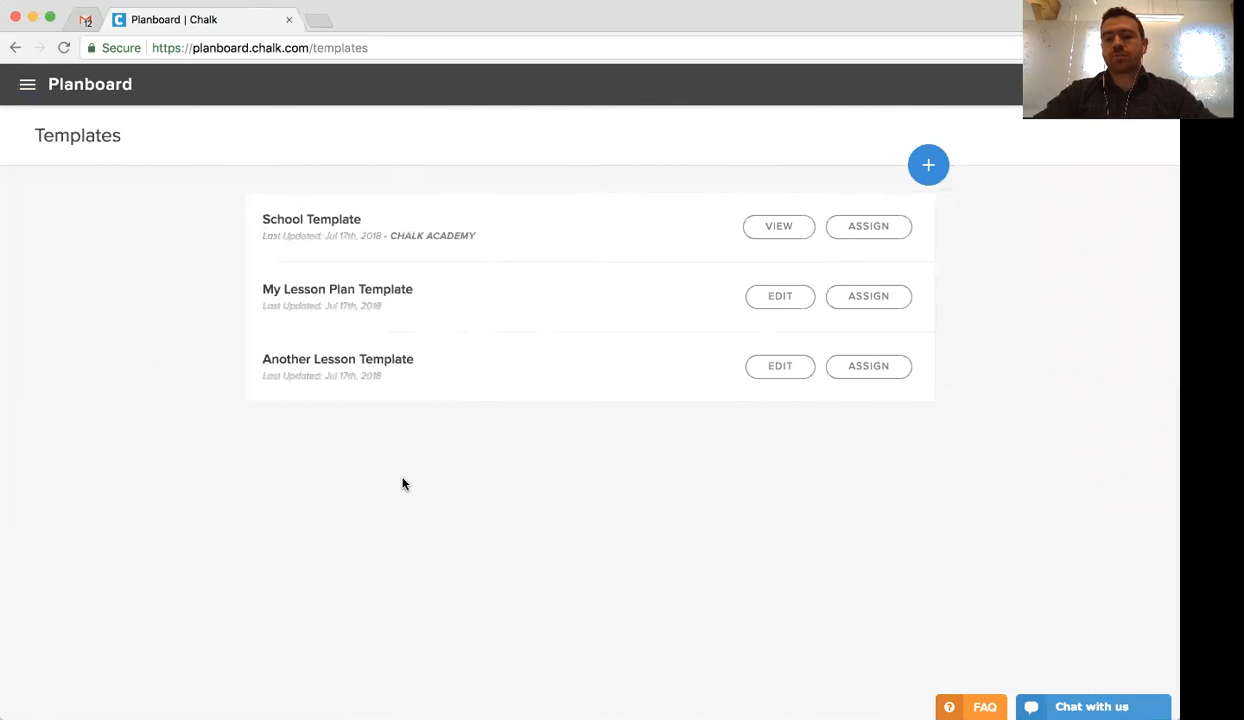 12
Planboard | Chalk
Secure
https://planboard.chalk.com/templates
Planboard
Templates
School Template
Last Updated: Jul 17th, 2018 - CHALK ACADEMY
VIEW
ASSIGN
My Lesson Plan Template
Last Updated: Jul 17th, 2018
EDIT
ASSIGN
Another Lesson Template
Last Updated: Jul 17th, 2018
EDIT
ASSIGN
FAQ
Chat with us